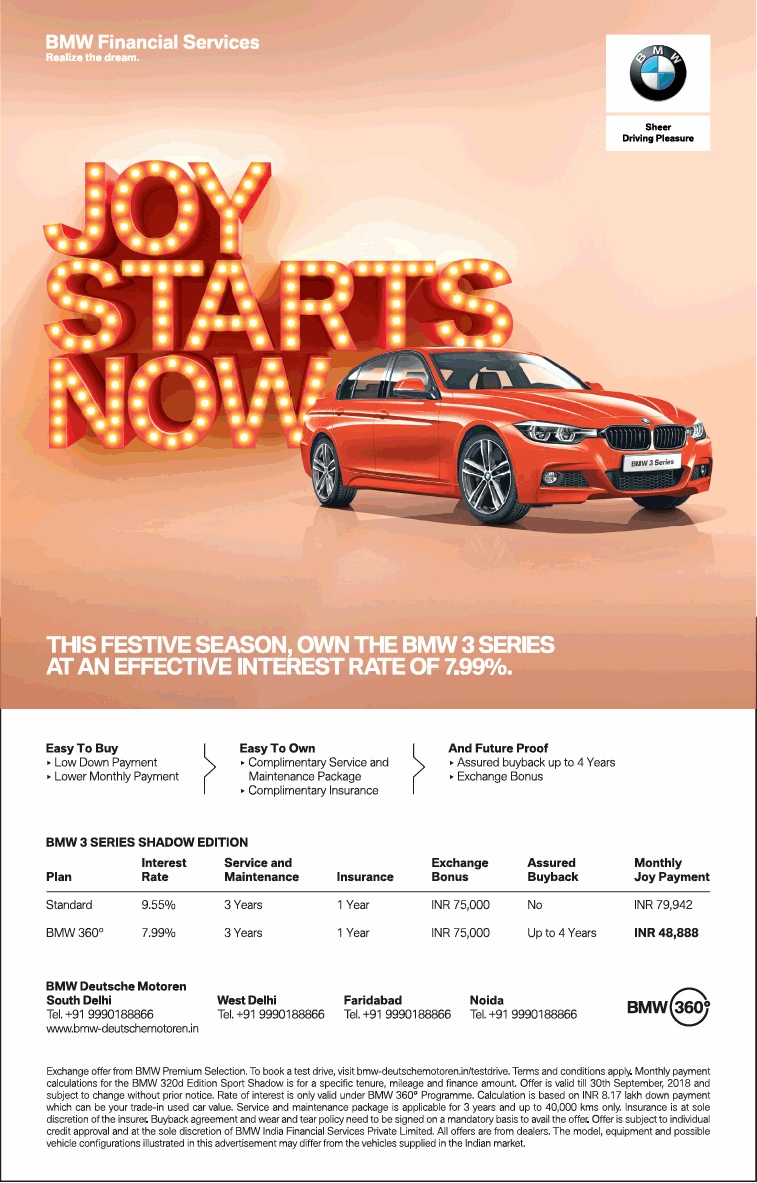 BMW Financial Services
Realize the dream.
BMW
Sheer
Driving Pleasure
JOY
STARTS
NOW
BMW 3 Series
THIS FESTIVE SEASON, OWN THE BMW 3 SERIES
AT AN EFFECTIVE INTEREST RATE OF 7.99%.
Easy To Buy
▸ Low Down Payment
▸ Lower Monthly Payment
Easy To Own
▸ Complimentary Service and
Maintenance Package
▸ Complimentary Insurance
And Future Proof
▸ Assured buyback up to 4 Years
▸ Exchange Bonus
BMW 3 SERIES SHADOW EDITION
Plan Interest Rate Service and Maintenance Insurance Exchange Bonus Assured Buyback Monthly Joy Payment
Standard 9.55% 3 Years 1 Year INR 75,000 No INR 79,942
BMW 360° 7.99% 3 Years 1 Year INR 75,000 Up to 4 Years INR 48,888
BMW Deutsche Motoren
South Delhi West Delhi Faridabad Noida
Tel. +91 9990188866 Tel. +91 9990188866 Tel. +91 9990188866 Tel. +91 9990188866
www.bmw-deutschemotoren.in
BMW 360°
Exchange offer from BMW Premium Selection. To book a test drive, visit bmw-deutschemotoren.in/testdrive. Terms and conditions apply. Monthly payment
calculations for the BMW 320d Edition Sport Shadow is for a specific tenure, mileage and finance amount. Offer is valid till 30th September, 2018 and
subject to change without prior notice. Rate of interest is only valid under BMW 360° Programme. Calculation is based on INR 8.17 lakh down payment
which can be your trade-in used car value. Service and maintenance package is applicable for 3 years and up to 40,000 kms only. Insurance is at sole
discretion of the insurer. Buyback agreement and wear and tear policy need to be signed on a mandatory basis to avail the offer. Offer is subject to individual
credit approval and at the sole discretion of BMW India Financial Services Private Limited. All offers are from dealers. The model, equipment and possible
vehicle configurations illustrated in this advertisement may differ from the vehicles supplied in the Indian market.